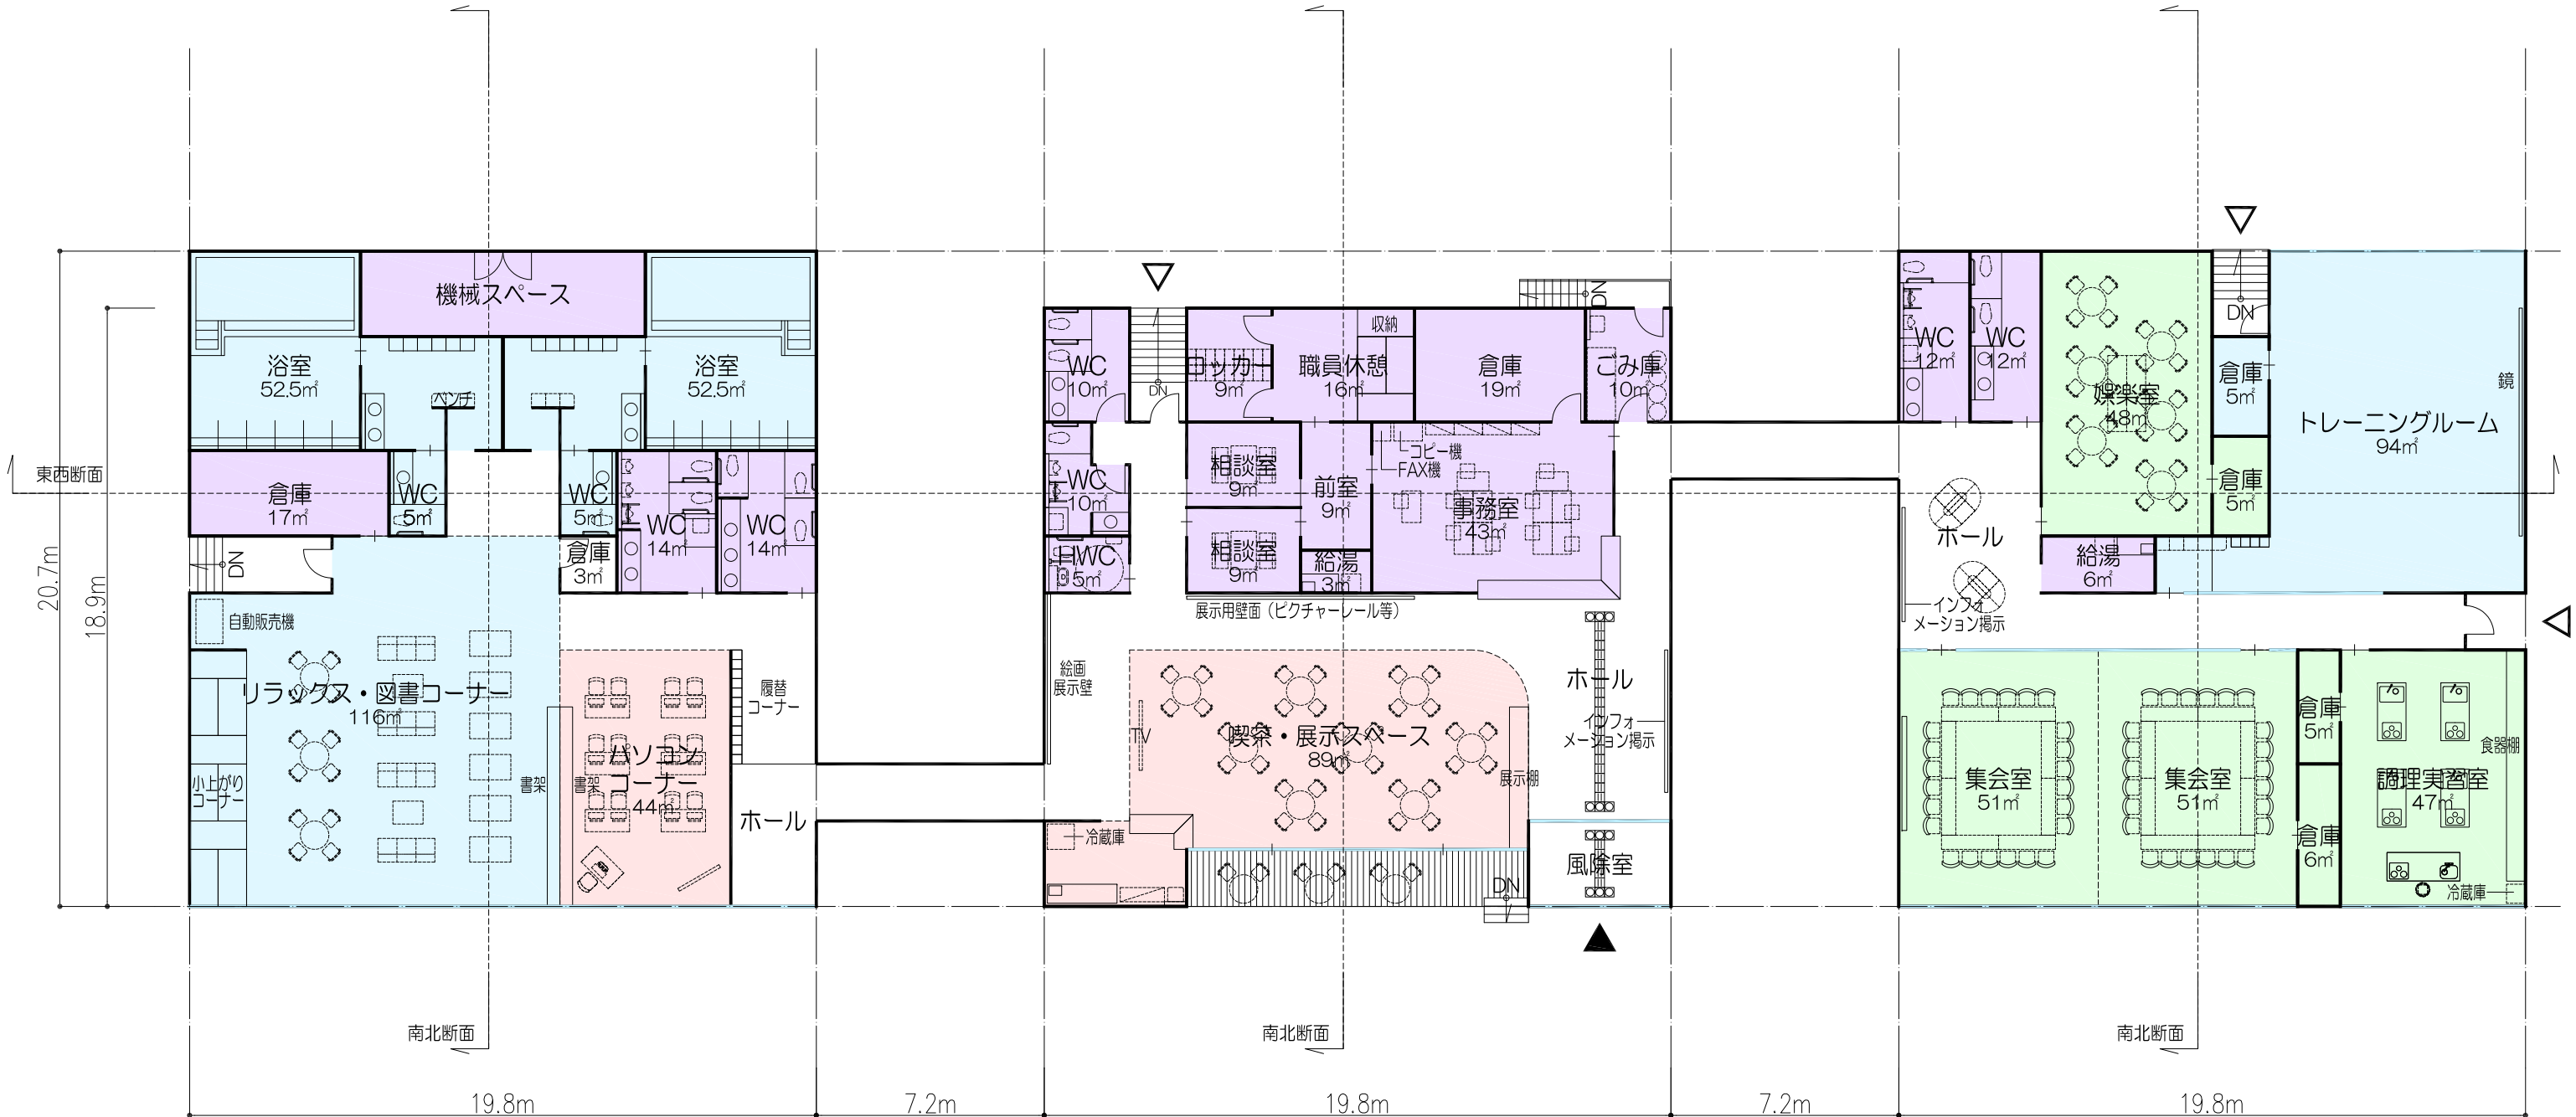 機械スペース
浴室
52.5㎡
浴室
52.5㎡
ベンチ
東西断面
倉庫
17㎡
WC
5㎡
WC
5㎡
WC
14㎡
WC
14㎡
倉庫
3㎡
DN
自動販売機
リラックス・図書コーナー
116㎡
小上がり
コーナー
書架
書架
パソコン
コーナー
44㎡
履替
コーナー
ホール
20.7m
18.9m
南北断面
19.8m
7.2m
WC
10㎡
DN
ロッカー
9㎡
職員休憩
16㎡
収納
倉庫
19㎡
DN
ごみ庫
10㎡
WC
10㎡
HWC
5㎡
相談室
9㎡
相談室
9㎡
前室
9㎡
給湯
3㎡
コピー機
FAX機
事務室
43㎡
展示用壁面（ピクチャーレール等）
絵画
展示壁
TV
喫茶・展示スペース
89㎡
展示棚
冷蔵庫
ホール
インフォ
メーション掲示
風除室
DN
南北断面
19.8m
7.2m
WC
12㎡
WC
12㎡
娯楽室
48㎡
DN
倉庫
5㎡
倉庫
5㎡
トレーニングルーム
94㎡
鏡
ホール
給湯
6㎡
インフォ
メーション掲示
集会室
51㎡
集会室
51㎡
倉庫
5㎡
倉庫
6㎡
調理実習室
47㎡
食器棚
冷蔵庫
南北断面
19.8m